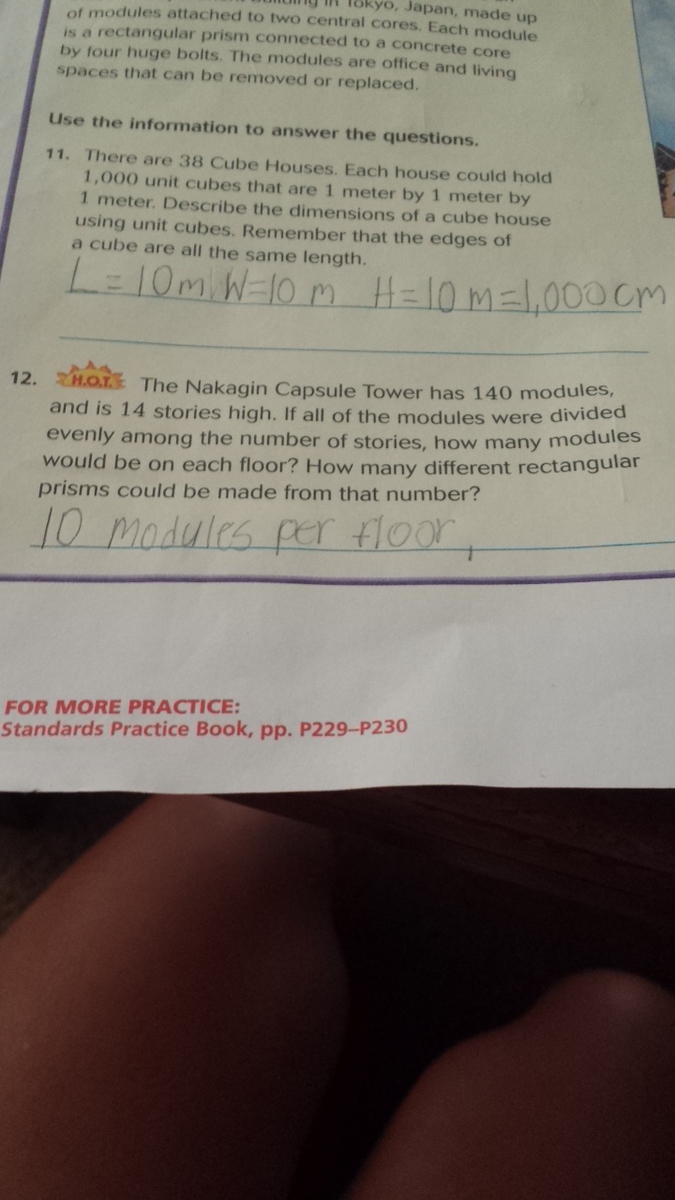 in Tokyo, Japan, made up
of modules attached to two central cores. Each module
is a rectangular prism connected to a concrete core
by four huge bolts. The modules are office and living
spaces that can be removed or replaced.
Use the information to answer the questions.
11. There are 38 Cube Houses. Each house could hold
1,000 unit cubes that are 1 meter by 1 meter by
1 meter. Describe the dimensions of a cube house
using unit cubes. Remember that the edges of
a cube are all the same length.
L=10m W=10 m H=10 m=1,000cm
12. H.O.T. The Nakagin Capsule Tower has 140 modules,
and is 14 stories high. If all of the modules were divided
evenly among the number of stories, how many modules
would be on each floor? How many different rectangular
prisms could be made from that number?
10 modules per floor,
FOR MORE PRACTICE:
Standards Practice Book, pp. P229–P230